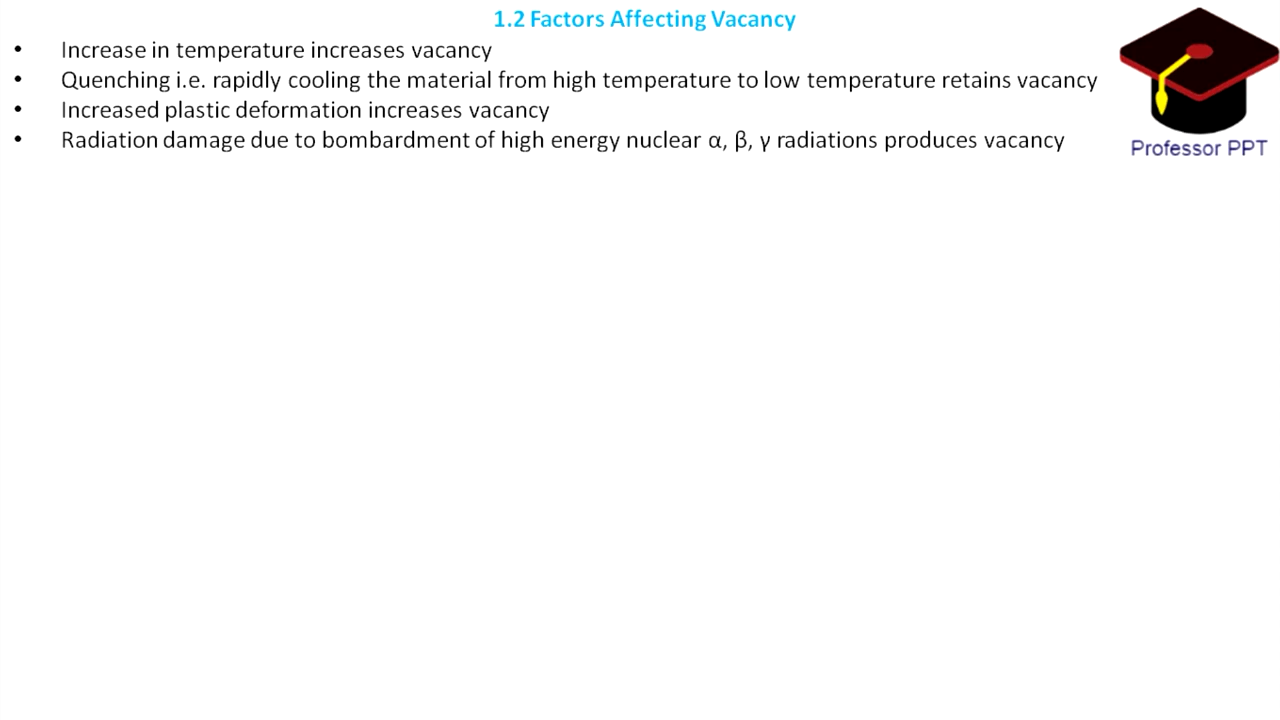 1.2 Factors Affecting Vacancy
• Increase in temperature increases vacancy
• Quenching i.e. rapidly cooling the material from high temperature to low temperature retains vacancy
• Increased plastic deformation increases vacancy
• Radiation damage due to bombardment of high energy nuclear α, β, γ radiations produces vacancy
Professor PPT